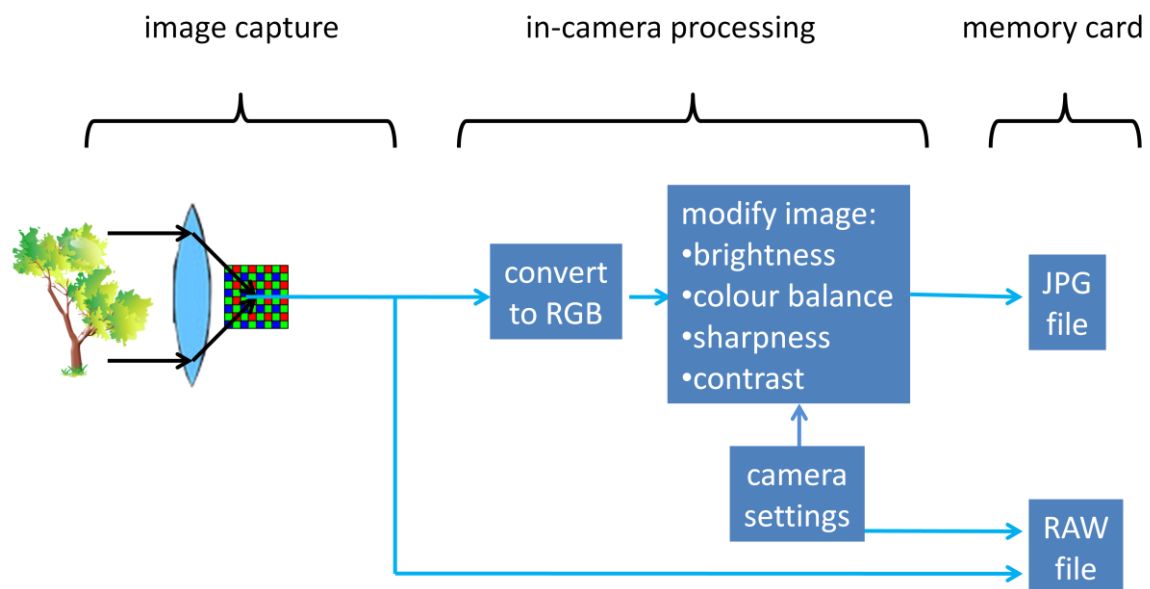 image capture
in-camera processing
memory card
convert
to RGB
modify image:
•brightness
•colour balance
•sharpness
•contrast
JPG
file
camera
settings
RAW
file